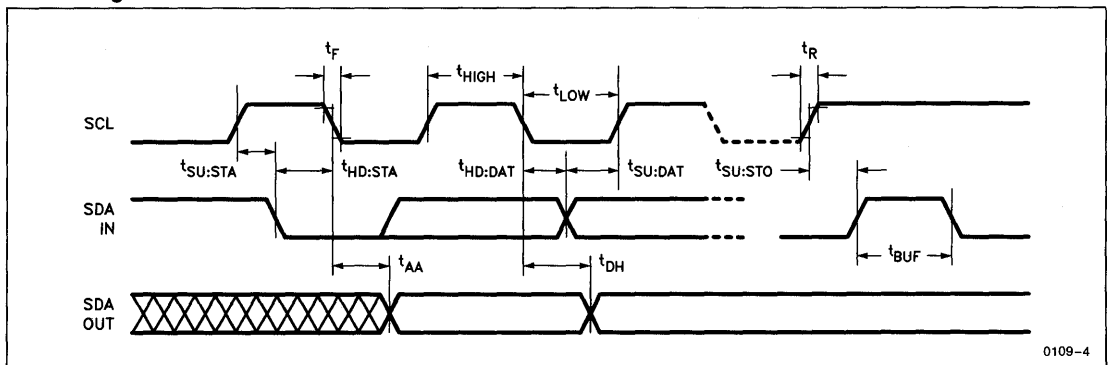 tF
tR
tHIGH
tLOW
SCL
tSU:STA
tHD:STA
tHD:DAT
tSU:DAT
tSU:STO
SDA
IN
tBUF
tAA
tDH
SDA
OUT
0109–4